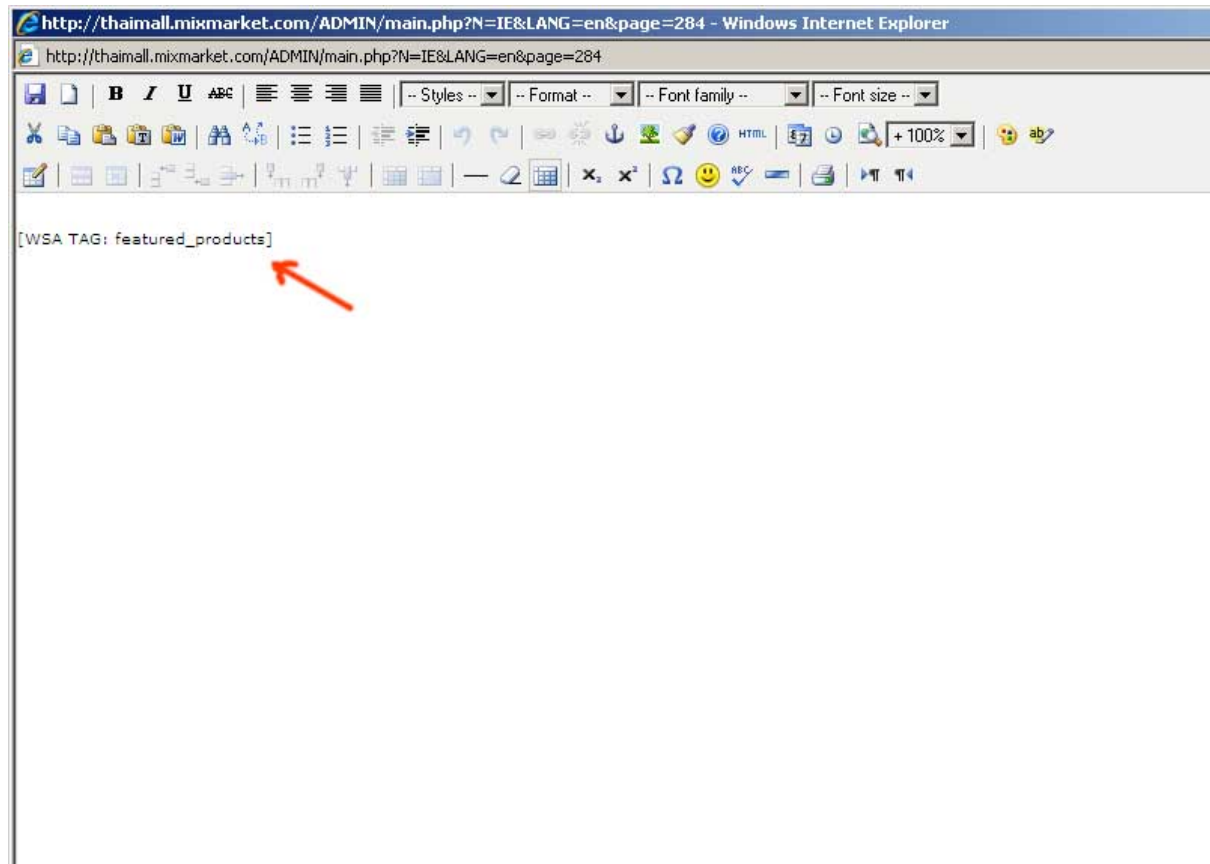 http://thaimall.mixmarket.com/ADMIN/main.php?N=IE&LANG=en&page=284 - Windows Internet Explorer
http://thaimall.mixmarket.com/ADMIN/main.php?N=IE&LANG=en&page=284
B I U ABC -- Styles -- -- Format -- -- Font family -- -- Font size --
HTML + 100% ab
[WSA TAG: featured_products]